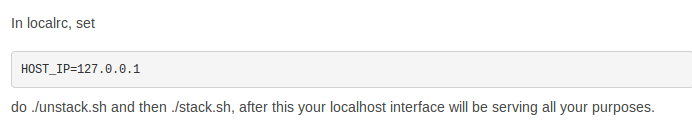 In localrc, set
HOST_IP=127.0.0.1
do ./unstack.sh and then ./stack.sh, after this your localhost interface will be serving all your purposes.